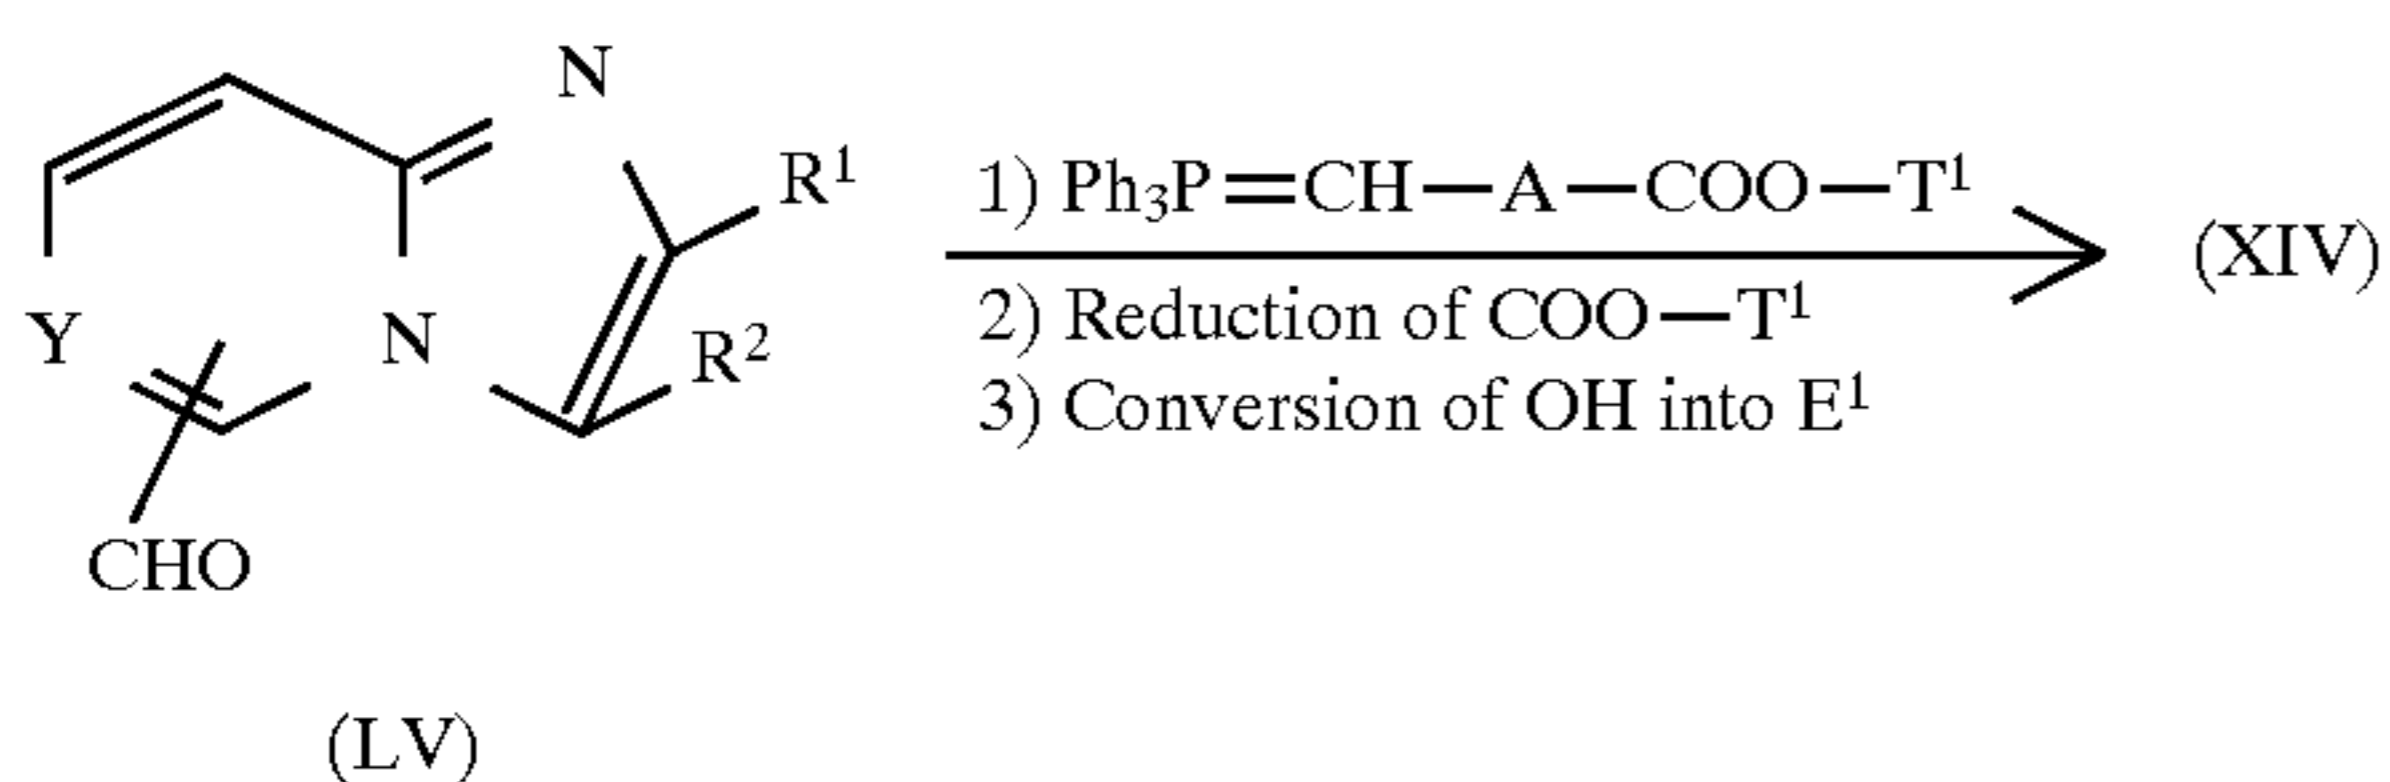 N
R¹
Y
N
R²
CHO
(LV)
1) Ph₃P=CH—A—COO—T¹
2) Reduction of COO—T¹
3) Conversion of OH into E¹
(XIV)